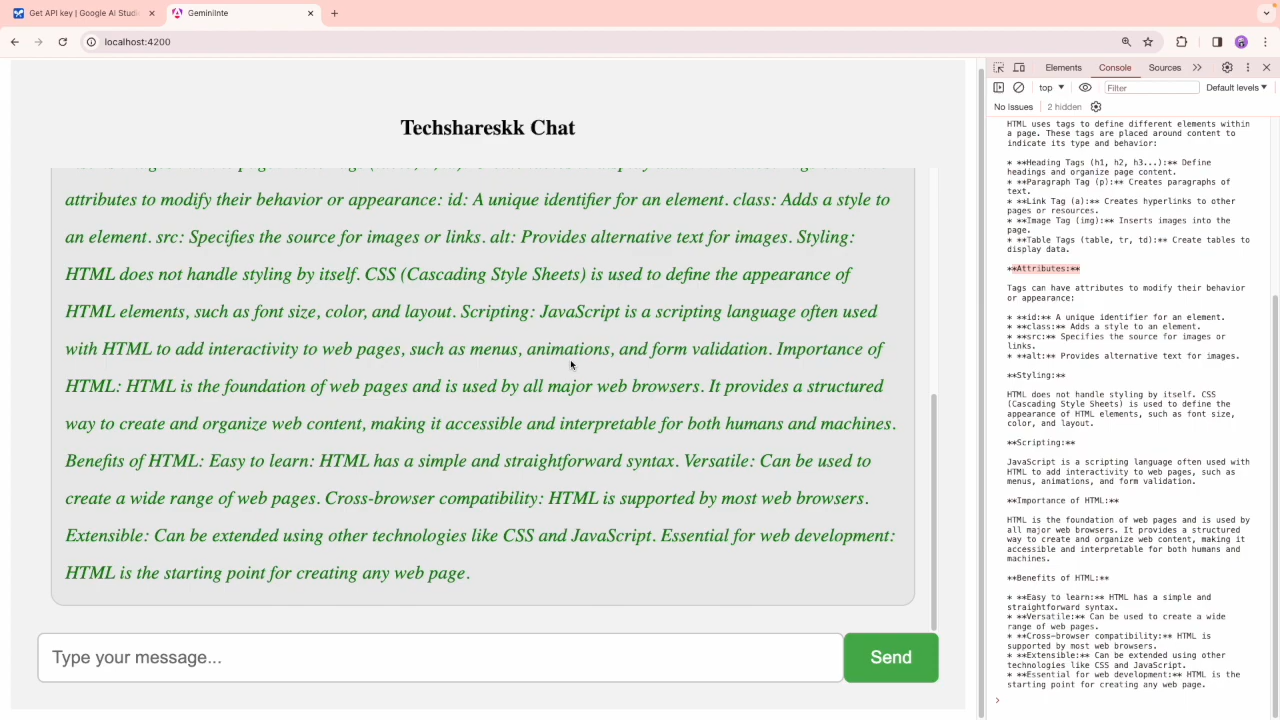 Get API key | Google AI Studi
GeminiInte
localhost:4200
Techshareskk Chat
attributes to modify their behavior or appearance: id: A unique identifier for an element. class: Adds a style to
an element. src: Specifies the source for images or links. alt: Provides alternative text for images. Styling:
HTML does not handle styling by itself. CSS (Cascading Style Sheets) is used to define the appearance of
HTML elements, such as font size, color, and layout. Scripting: JavaScript is a scripting language often used
with HTML to add interactivity to web pages, such as menus, animations, and form validation. Importance of
HTML: HTML is the foundation of web pages and is used by all major web browsers. It provides a structured
way to create and organize web content, making it accessible and interpretable for both humans and machines.
Benefits of HTML: Easy to learn: HTML has a simple and straightforward syntax. Versatile: Can be used to
create a wide range of web pages. Cross-browser compatibility: HTML is supported by most web browsers.
Extensible: Can be extended using other technologies like CSS and JavaScript. Essential for web development:
HTML is the starting point for creating any web page.
Type your message...
Send
Elements
Console
Sources
top
Filter
Default levels
No Issues
2 hidden
HTML uses tags to define different elements within
a page. These tags are placed around content to
indicate its type and behavior:
* **Heading Tags (h1, h2, h3...):** Define
headings and organize page content.
* **Paragraph Tag (p):** Creates paragraphs of
text.
* **Link Tag (a):** Creates hyperlinks to other
pages or resources.
* **Image Tag (img):** Inserts images into the
page.
* **Table Tags (table, tr, td):** Create tables to
display data.
**Attributes:**
Tags can have attributes to modify their behavior
or appearance:
* **id:** A unique identifier for an element.
* **class:** Adds a style to an element.
* **src:** Specifies the source for images or
links.
* **alt:** Provides alternative text for images.
**Styling:**
HTML does not handle styling by itself. CSS
(Cascading Style Sheets) is used to define the
appearance of HTML elements, such as font size,
color, and layout.
**Scripting:**
JavaScript is a scripting language often used with
HTML to add interactivity to web pages, such as
menus, animations, and form validation.
**Importance of HTML:**
HTML is the foundation of web pages and is used by
all major web browsers. It provides a structured
way to create and organize web content, making it
accessible and interpretable for both humans and
machines.
**Benefits of HTML:**
* **Easy to learn:** HTML has a simple and
straightforward syntax.
* **Versatile:** Can be used to create a wide
range of web pages.
* **Cross-browser compatibility:** HTML is
supported by most web browsers.
* **Extensible:** Can be extended using other
technologies like CSS and JavaScript.
* **Essential for web development:** HTML is the
starting point for creating any web page.